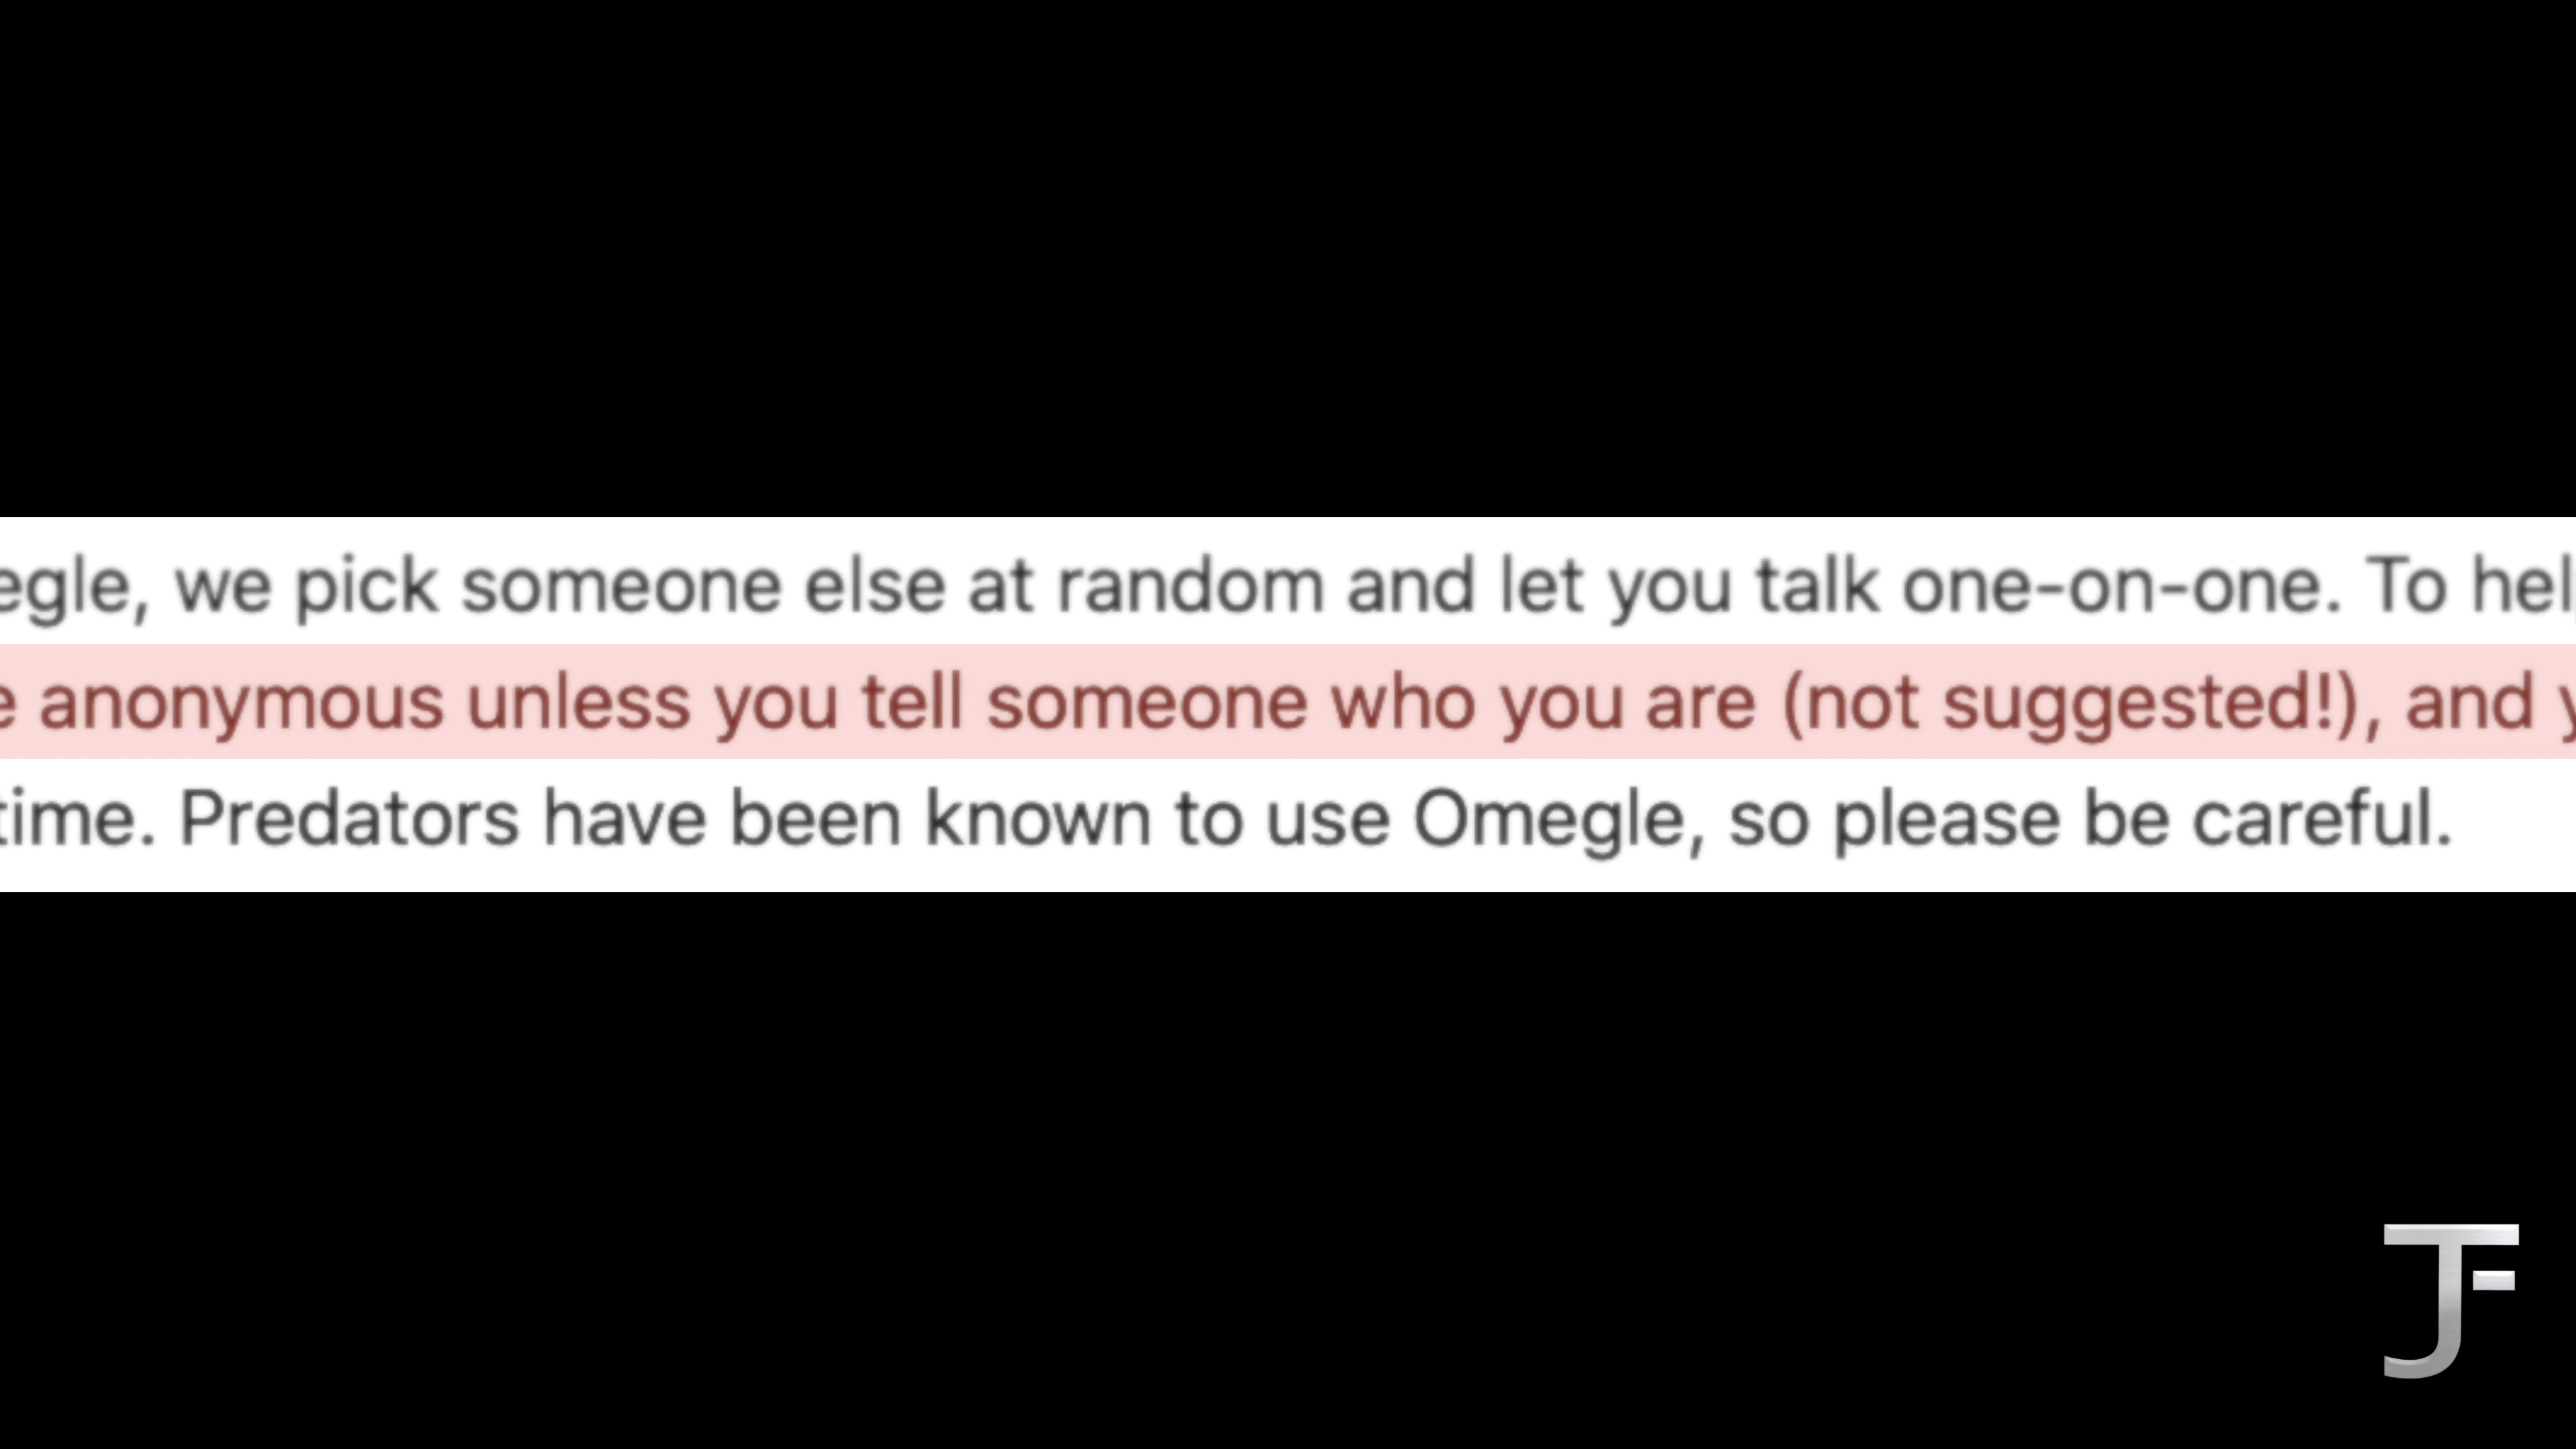 egle, we pick someone else at random and let you talk one-on-one. To hel
e anonymous unless you tell someone who you are (not suggested!), and y
time. Predators have been known to use Omegle, so please be careful.
JF